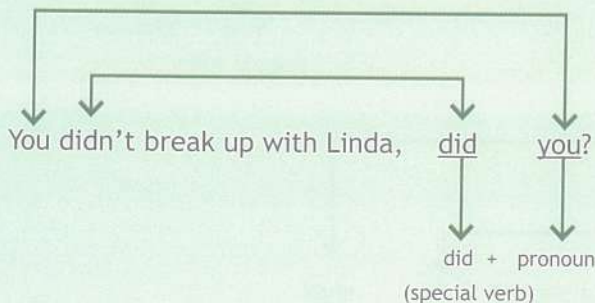 You didn't break up with Linda, did you?
did + pronoun
(special verb)